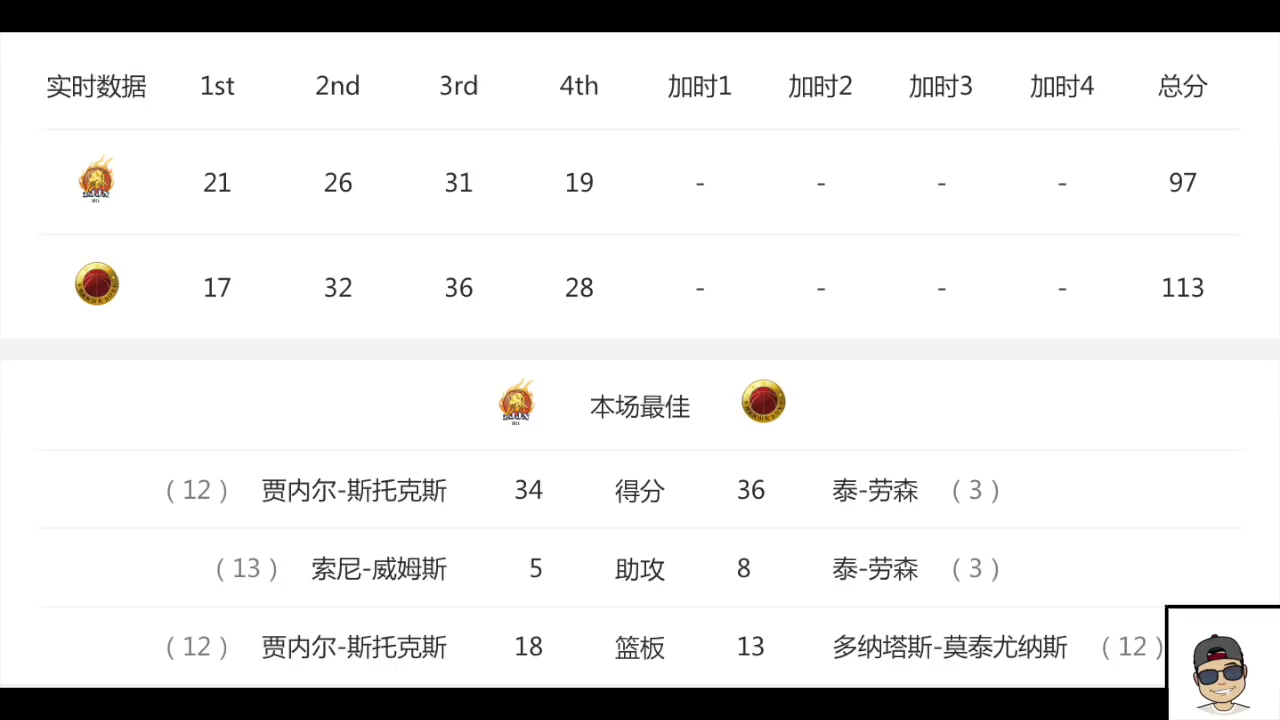 实时数据 1st 2nd 3rd 4th 加时1 加时2 加时3 加时4 总分
21 26 31 19 - - - - 97
17 32 36 28 - - - - 113
本场最佳
(12) 贾内尔-斯托克斯 34 得分 36 泰-劳森 (3)
(13) 索尼-威姆斯 5 助攻 8 泰-劳森 (3)
(12) 贾内尔-斯托克斯 18 篮板 13 多纳塔斯-莫泰尤纳斯 (12)